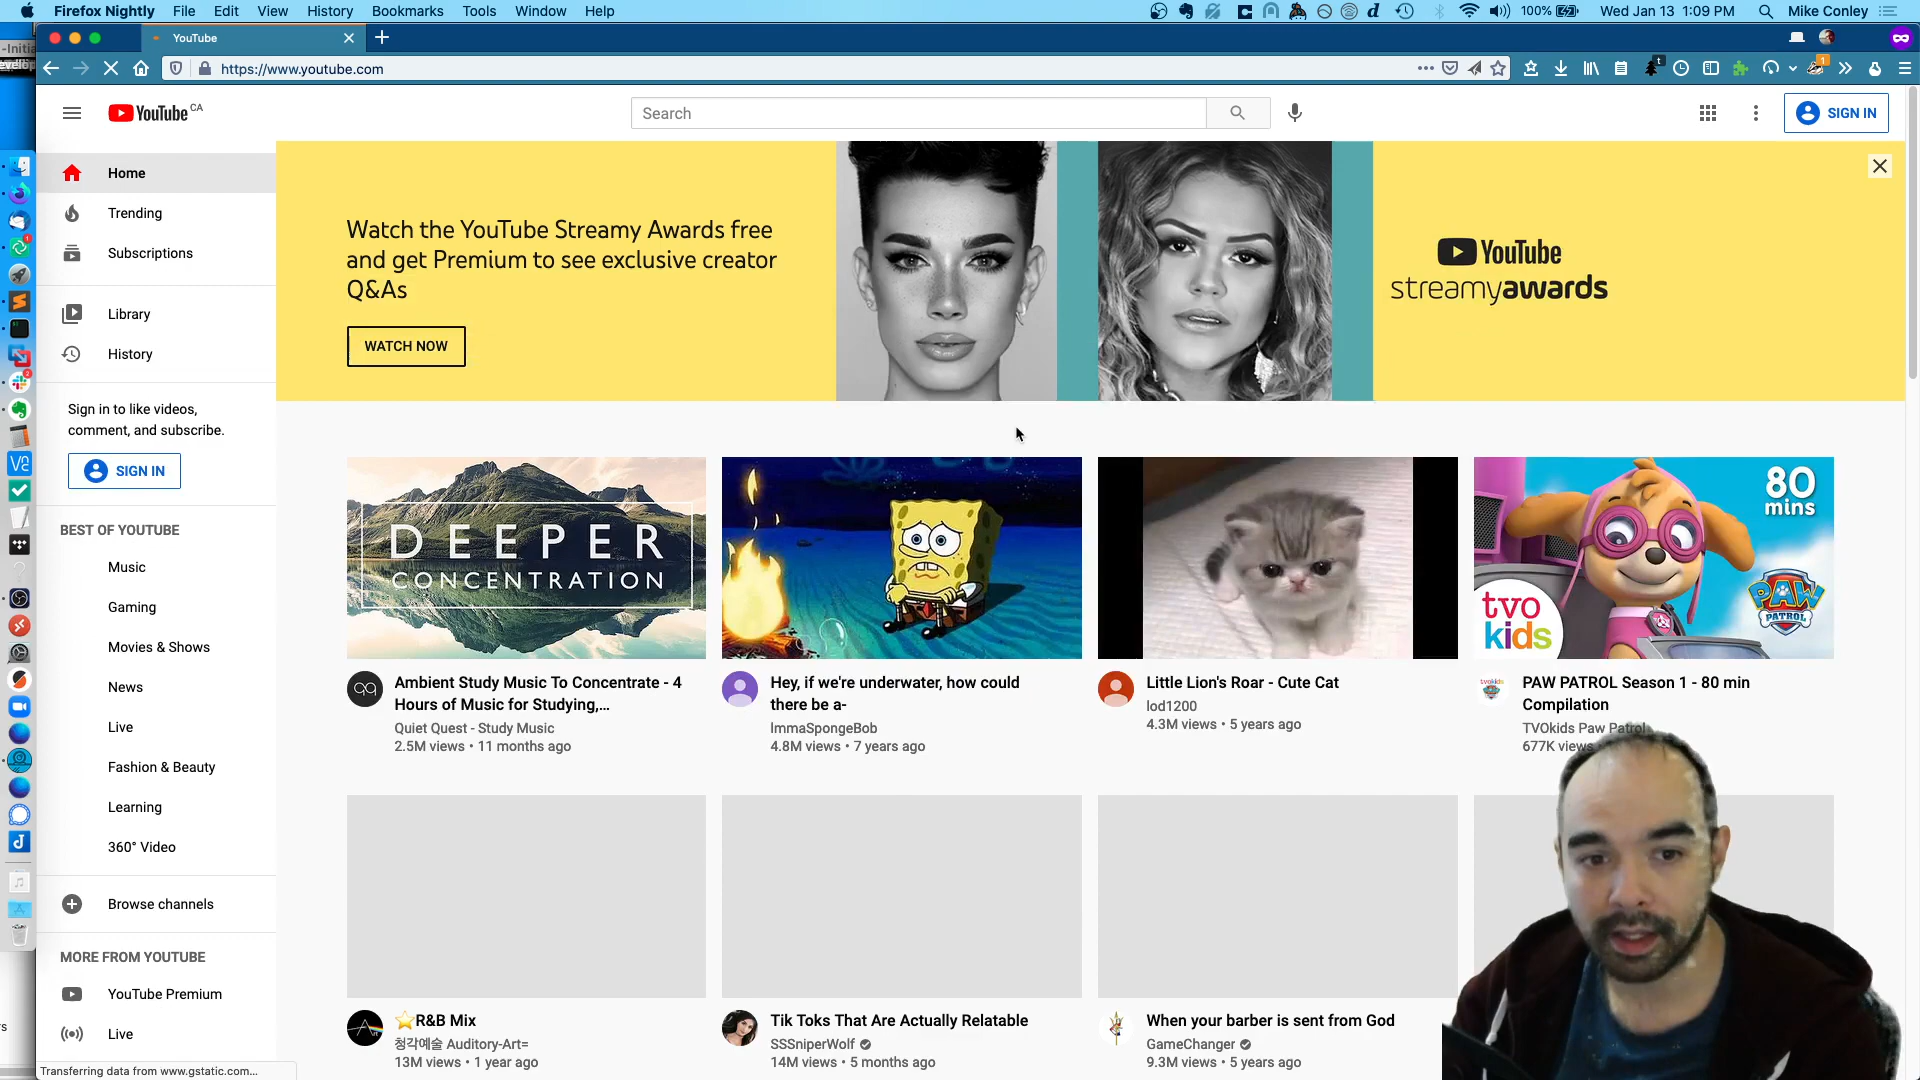 Firefox Nightly File Edit View History Bookmarks Tools Window Help
100% Wed Jan 13 1:09 PM Mike Conley
YouTube
https://www.youtube.com
YouTube CA
Search
SIGN IN
Home
Trending
Subscriptions
Library
History
Sign in to like videos,
comment, and subscribe.
SIGN IN
BEST OF YOUTUBE
Music
Gaming
Movies & Shows
News
Live
Fashion & Beauty
Learning
360° Video
Browse channels
MORE FROM YOUTUBE
YouTube Premium
Live
Transferring data from www.gstatic.com...
Watch the YouTube Streamy Awards free
and get Premium to see exclusive creator
Q&As
WATCH NOW
YouTube
streamyawards
DEEPER
CONCENTRATION
Ambient Study Music To Concentrate - 4
Hours of Music for Studying,...
Quiet Quest - Study Music
2.5M views • 11 months ago
Hey, if we're underwater, how could
there be a-
ImmaSpongeBob
4.8M views • 7 years ago
Little Lion's Roar - Cute Cat
lod1200
4.3M views • 5 years ago
80
mins
tvo
kids
PAW
PATROL
PAW PATROL Season 1 - 80 min
Compilation
TVOkids Paw Patrol
677K views
⭐R&B Mix
청각예술 Auditory-Art=
13M views • 1 year ago
Tik Toks That Are Actually Relatable
SSSniperWolf
14M views • 5 months ago
When your barber is sent from God
GameChanger
9.3M views • 5 years ago